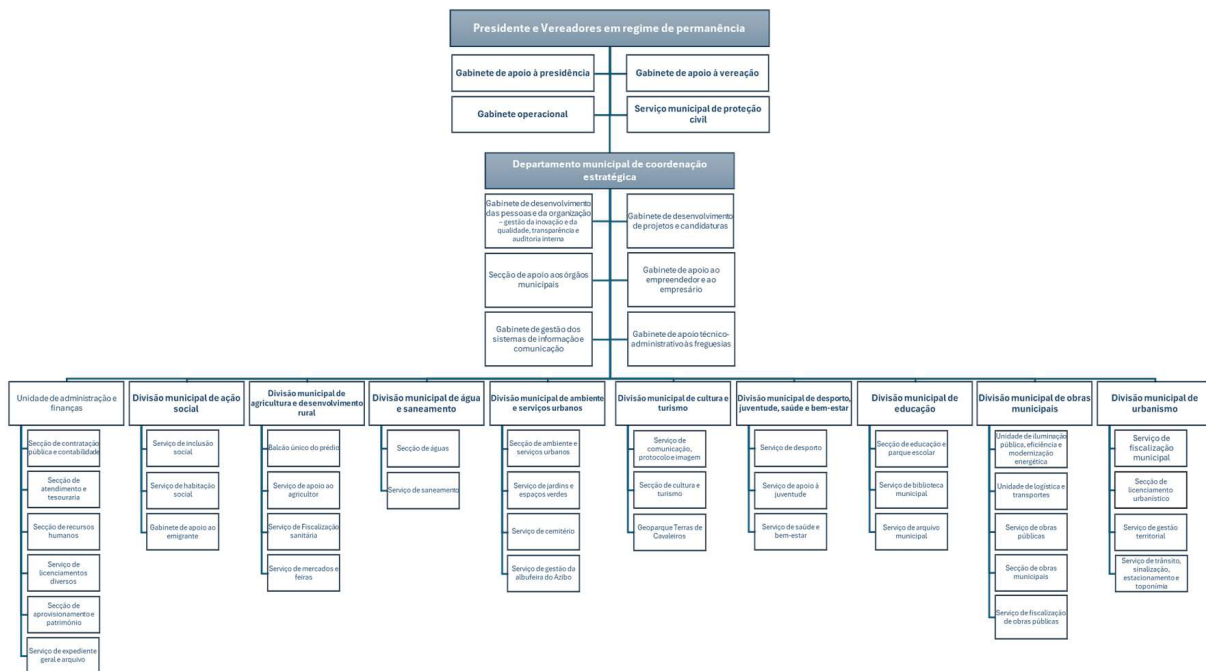 Presidente e Vereadores em regime de permanência
Gabinete de apoio à presidência
Gabinete de apoio à vereação
Gabinete operacional
Serviço municipal de proteção
civil
Departamento municipal de coordenação
estratégica
Gabinete de desenvolvimento
das pessoas e da organização
– gestão da inovação e da
qualidade, transparência e
auditoria interna
Gabinete de desenvolvimento
de projetos e candidaturas
Secção de apoio aos órgãos
municipais
Gabinete de apoio ao
empreendedor e ao
empresário
Gabinete de gestão dos
sistemas de informação e
comunicação
Gabinete de apoio técnico-
administrativo às freguesias
Unidade de administração e
finanças
Secção de contratação
pública e contabilidade
Secção de
atendimento e
tesouraria
Secção de recursos
humanos
Serviço de
licenciamentos
diversos
Secção de
aprovisionamento e
património
Serviço de expediente
geral e arquivo
Divisão municipal de ação
social
Serviço de inclusão
social
Serviço de habitação
social
Gabinete de apoio ao
emigrante
Divisão municipal de
agricultura e desenvolvimento
rural
Balcão único do prédio
Serviço de apoio ao
agricultor
Serviço de Fiscalização
sanitária
Serviço de mercados e
feiras
Divisão municipal de água
e saneamento
Secção de águas
Serviço de saneamento
Divisão municipal de ambiente
e serviços urbanos
Secção de ambiente e
serviços urbanos
Serviço de jardins e
espaços verdes
Serviço de cemitério
Serviço de gestão da
albufeira do Azibo
Divisão municipal de cultura e
turismo
Serviço de
comunicação,
protocolo e imagem
Secção de cultura e
turismo
Geoparque Terras de
Cavaleiros
Divisão municipal de desporto,
juventude, saúde e bem-estar
Serviço de desporto
Serviço de apoio à
juventude
Serviço de saúde e
bem-estar
Divisão municipal de
educação
Secção de educação e
parque escolar
Serviço de biblioteca
municipal
Serviço de arquivo
municipal
Divisão municipal de obras
municipais
Unidade de iluminação
pública, eficiência e
modernização
energética
Unidade de logística e
transportes
Serviço de obras
públicas
Secção de obras
municipais
Serviço de fiscalização
de obras públicas
Divisão municipal de
urbanismo
Serviço de
fiscalização
municipal
Secção de
licenciamento
urbanístico
Serviço de gestão
territorial
Serviço de trânsito,
sinalização,
estacionamento e
toponímia